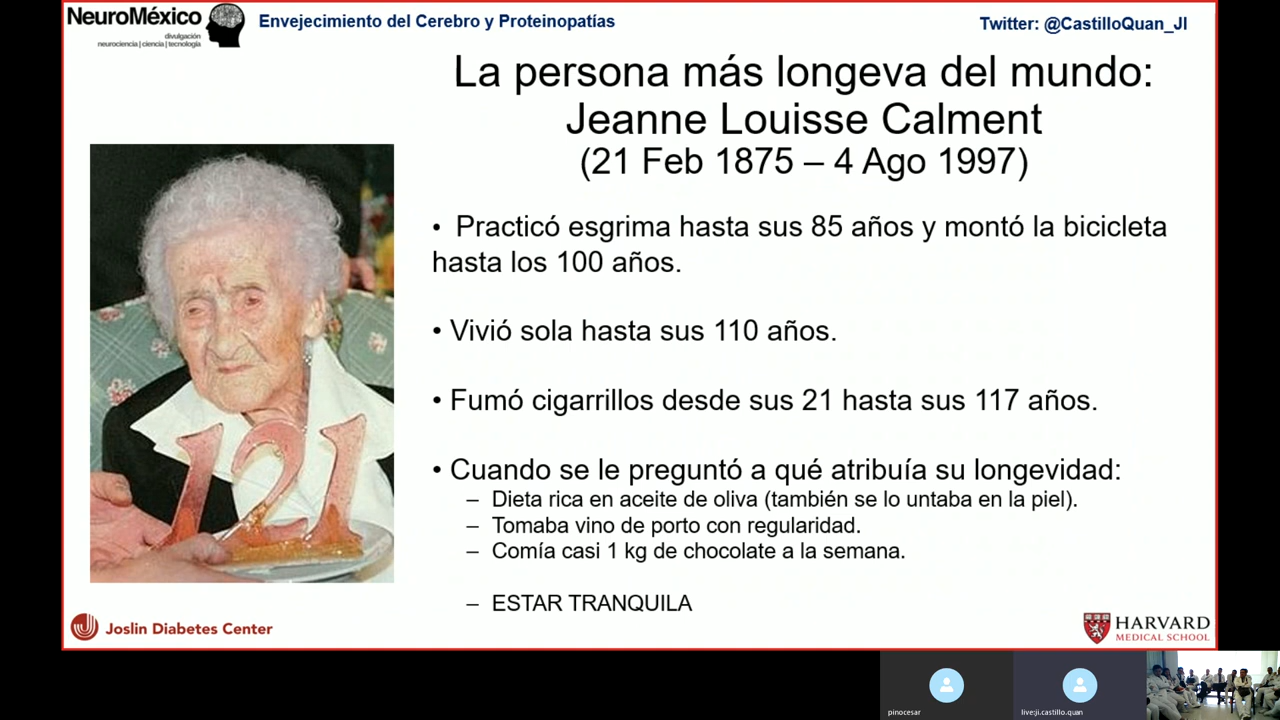 NeuroMéxico
divulgación
neurociencia | ciencia | tecnología
Envejecimiento del Cerebro y Proteinopatías
Twitter: @CastilloQuan_JI
La persona más longeva del mundo:
Jeanne Louisse Calment
(21 Feb 1875 – 4 Ago 1997)
• Practicó esgrima hasta sus 85 años y montó la bicicleta
hasta los 100 años.
• Vivió sola hasta sus 110 años.
• Fumó cigarrillos desde sus 21 hasta sus 117 años.
• Cuando se le preguntó a qué atribuía su longevidad:
– Dieta rica en aceite de oliva (también se lo untaba en la piel).
– Tomaba vino de porto con regularidad.
– Comía casi 1 kg de chocolate a la semana.
– ESTAR TRANQUILA
121
Joslin Diabetes Center
HARVARD
MEDICAL SCHOOL
pinocesar
live:ji.castillo.quan